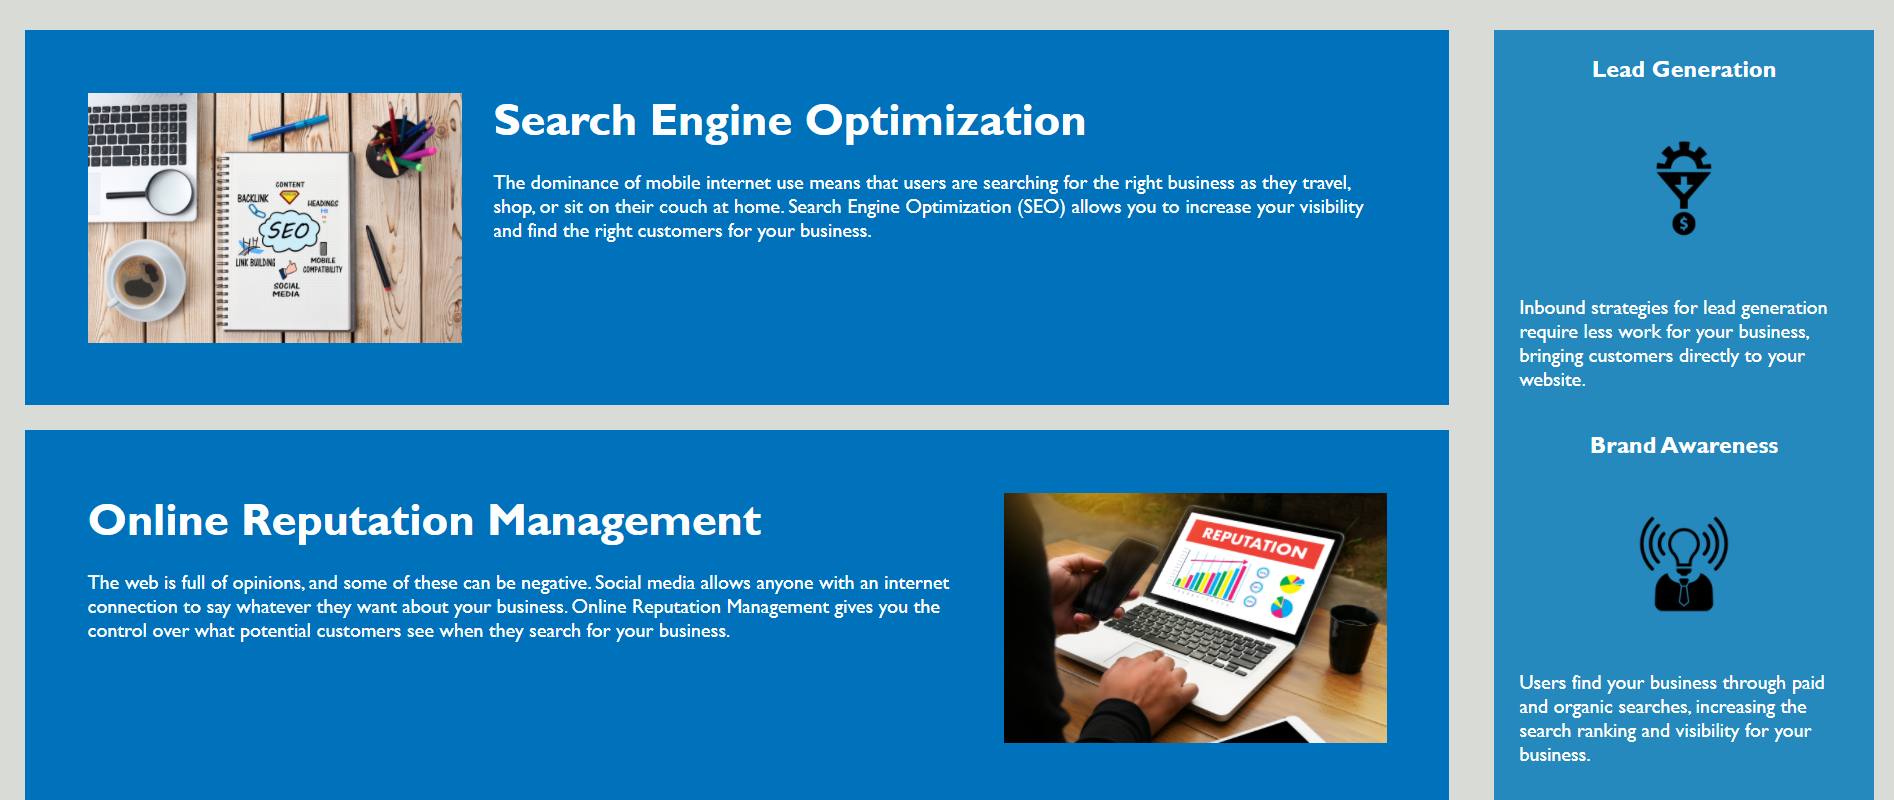 Search Engine Optimization
The dominance of mobile internet use means that users are searching for the right business as they travel,
shop, or sit on their couch at home. Search Engine Optimization (SEO) allows you to increase your visibility
and find the right customers for your business.
CONTENT
BACKLINK
HEADINGS
H1
SEO
LINK BUILDING
MOBILE
COMPATIBILITY
SOCIAL
MEDIA
Online Reputation Management
The web is full of opinions, and some of these can be negative. Social media allows anyone with an internet
connection to say whatever they want about your business. Online Reputation Management gives you the
control over what potential customers see when they search for your business.
REPUTATION
Lead Generation
$
Inbound strategies for lead generation
require less work for your business,
bringing customers directly to your
website.
Brand Awareness
Users find your business through paid
and organic searches, increasing the
search ranking and visibility for your
business.